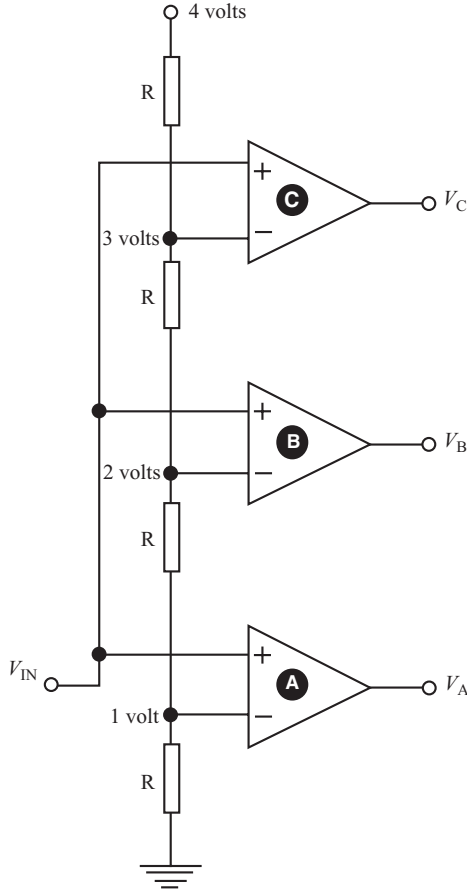 4 volts
R
+
C
V_C
−
3 volts
R
+
B
V_B
−
2 volts
R
+
A
V_IN
V_A
−
1 volt
R